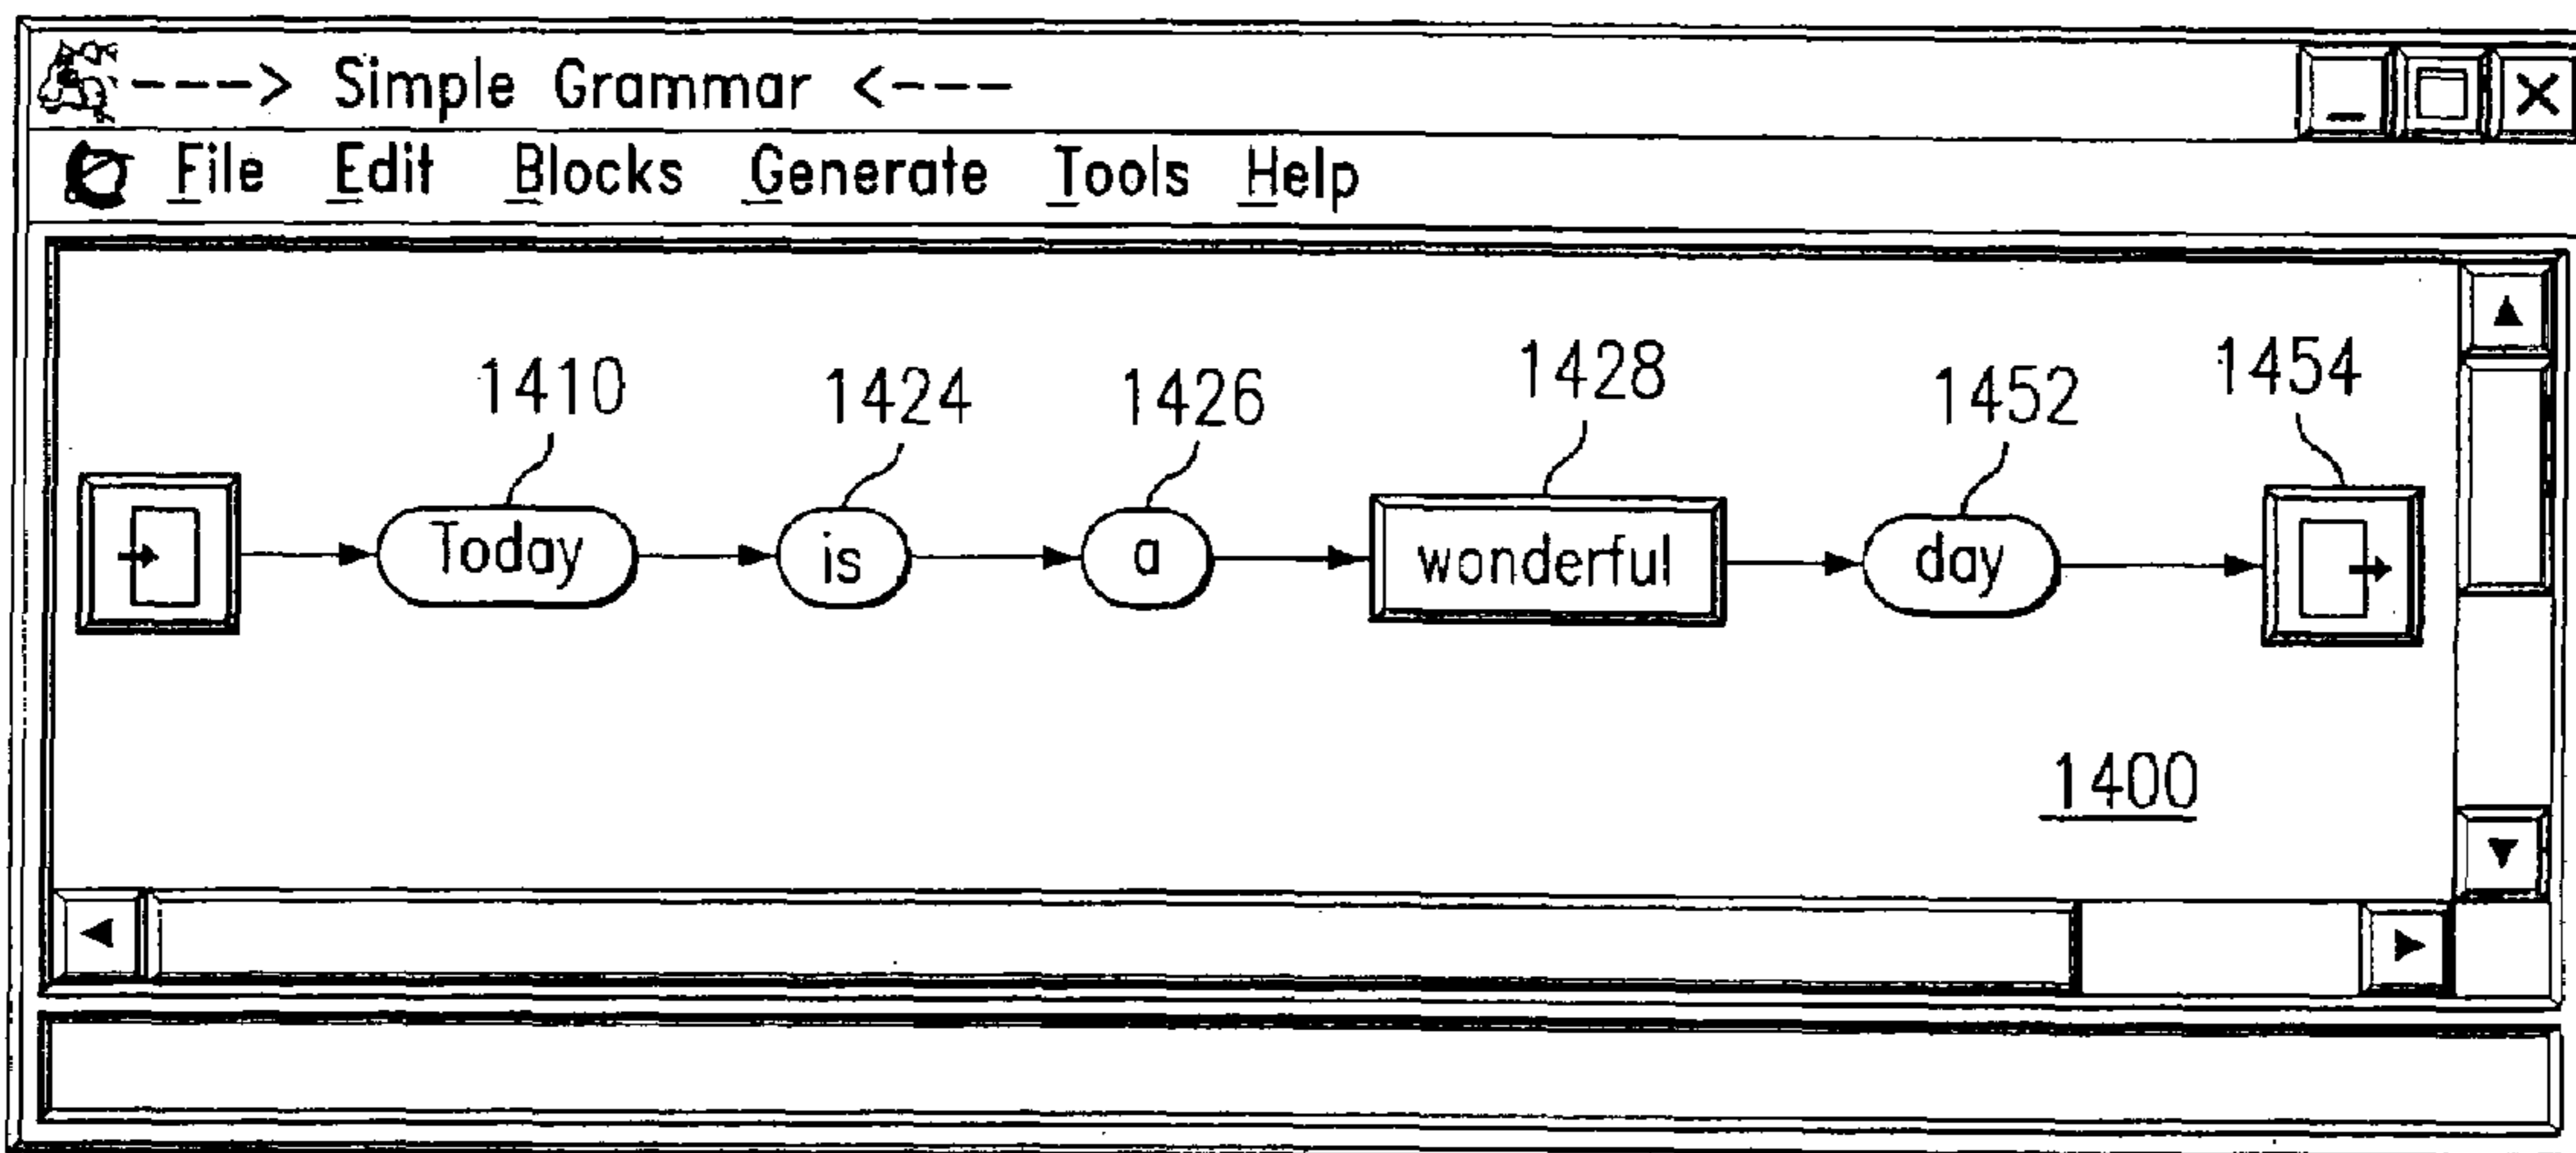 ---> Simple Grammar <---
File Edit Blocks Generate Tools Help
1410 1424 1426 1428 1452 1454
Today is a wonderful day
1400